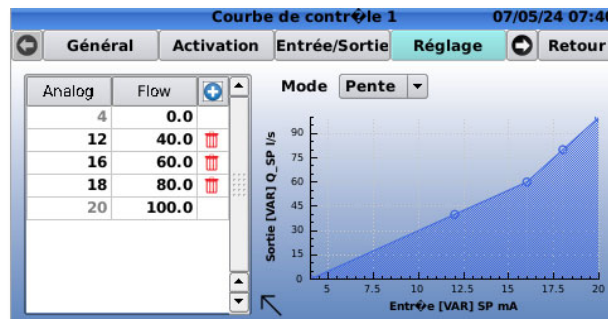 Courbe de contr�le 1 07/05/24 07:40
Général Activation Entrée/Sortie Réglage Retour
Analog Flow
4 0.0
12 40.0
16 60.0
18 80.0
20 100.0
Mode Pente
Sortie [VAR] Q_SP l/s
90
75
60
45
30
15
0
5 7.5 10 12.5 15 17.5 20
Entr�e [VAR] SP mA